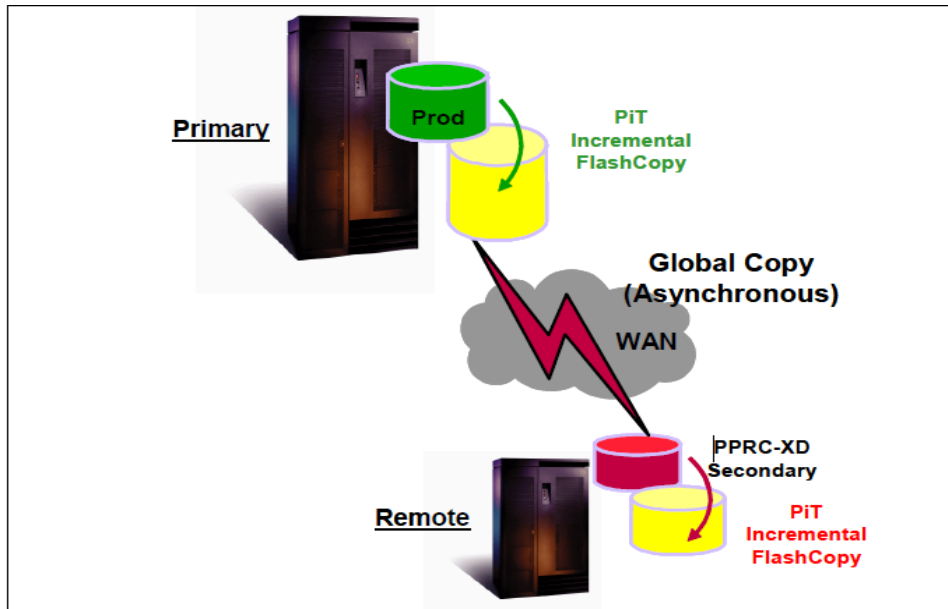 Primary
Prod
PiT
Incremental
FlashCopy
Global Copy
(Asynchronous)
WAN
PPRC-XD
Secondary
Remote
PiT
Incremental
FlashCopy